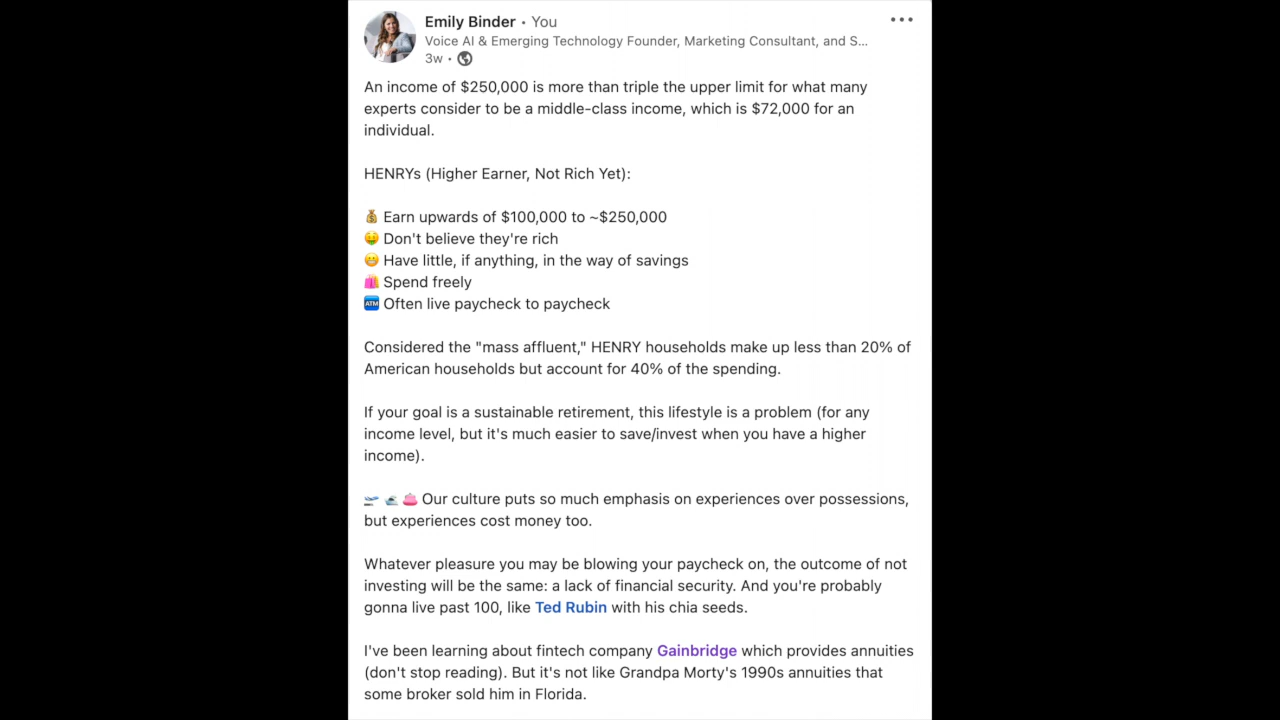 Emily Binder • You
Voice AI & Emerging Technology Founder, Marketing Consultant, and S...
3w •
An income of $250,000 is more than triple the upper limit for what many
experts consider to be a middle-class income, which is $72,000 for an
individual.
HENRYs (Higher Earner, Not Rich Yet):
💰 Earn upwards of $100,000 to ~$250,000
🤑 Don't believe they're rich
😬 Have little, if anything, in the way of savings
🛍️ Spend freely
🏧 Often live paycheck to paycheck
Considered the "mass affluent," HENRY households make up less than 20% of
American households but account for 40% of the spending.
If your goal is a sustainable retirement, this lifestyle is a problem (for any
income level, but it's much easier to save/invest when you have a higher
income).
🛫 🌊 👛 Our culture puts so much emphasis on experiences over possessions,
but experiences cost money too.
Whatever pleasure you may be blowing your paycheck on, the outcome of not
investing will be the same: a lack of financial security. And you're probably
gonna live past 100, like Ted Rubin with his chia seeds.
I've been learning about fintech company Gainbridge which provides annuities
(don't stop reading). But it's not like Grandpa Morty's 1990s annuities that
some broker sold him in Florida.